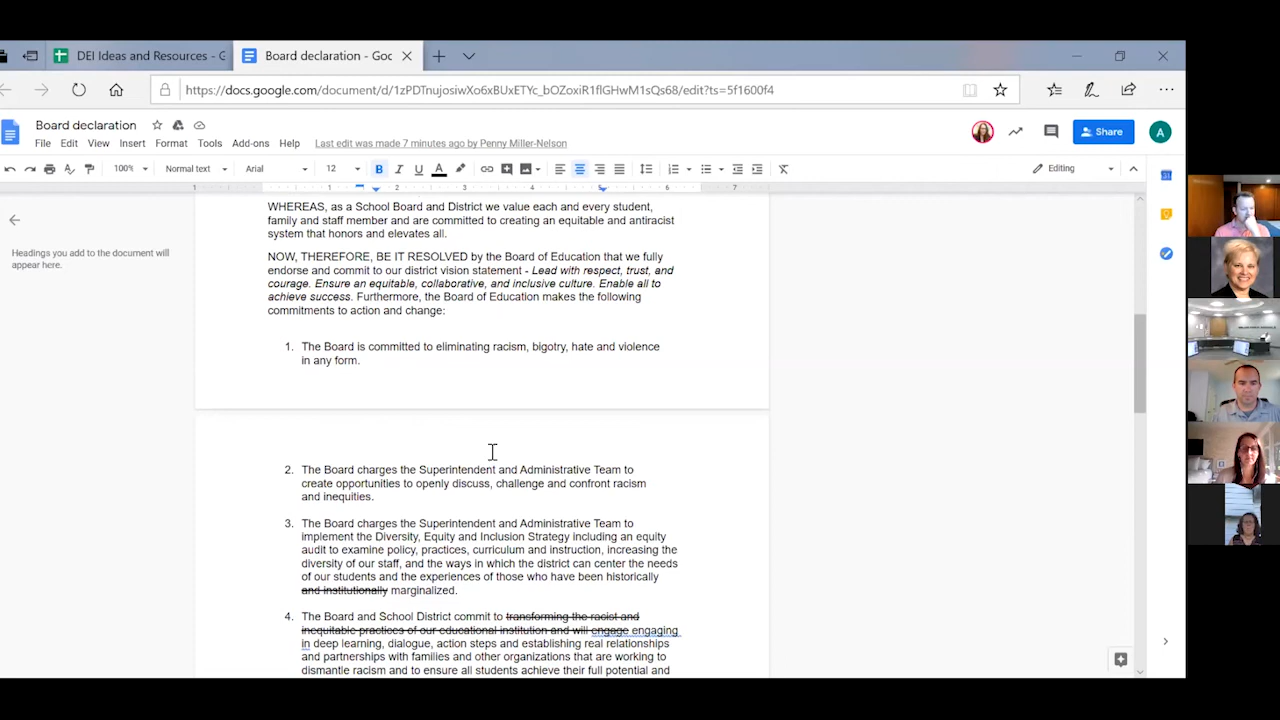 DEI Ideas and Resources - G
Board declaration - Goo
https://docs.google.com/document/d/1zPDTnujosiwXo6xBUxETYc_bOZoxiR1flGHwM1sQs68/edit?ts=5f1600f4
Board declaration
File Edit View Insert Format Tools Add-ons Help
Last edit was made 7 minutes ago by Penny Miller-Nelson
Share
A
100% Normal text Arial 12 B I U A Editing
1 1 2 3 4 5 6 7
Headings you add to the document will
appear here.
WHEREAS, as a School Board and District we value each and every student,
family and staff member and are committed to creating an equitable and antiracist
system that honors and elevates all.
NOW, THEREFORE, BE IT RESOLVED by the Board of Education that we fully
endorse and commit to our district vision statement - Lead with respect, trust, and
courage. Ensure an equitable, collaborative, and inclusive culture. Enable all to
achieve success. Furthermore, the Board of Education makes the following
commitments to action and change:
1. The Board is committed to eliminating racism, bigotry, hate and violence
in any form.
2. The Board charges the Superintendent and Administrative Team to
create opportunities to openly discuss, challenge and confront racism
and inequities.
3. The Board charges the Superintendent and Administrative Team to
implement the Diversity, Equity and Inclusion Strategy including an equity
audit to examine policy, practices, curriculum and instruction, increasing the
diversity of our staff, and the ways in which the district can center the needs
of our students and the experiences of those who have been historically
and institutionally marginalized.
4. The Board and School District commit to transforming the racist and
inequitable practices of our educational institution and will engage engaging
in deep learning, dialogue, action steps and establishing real relationships
and partnerships with families and other organizations that are working to
dismantle racism and to ensure all students achieve their full potential and